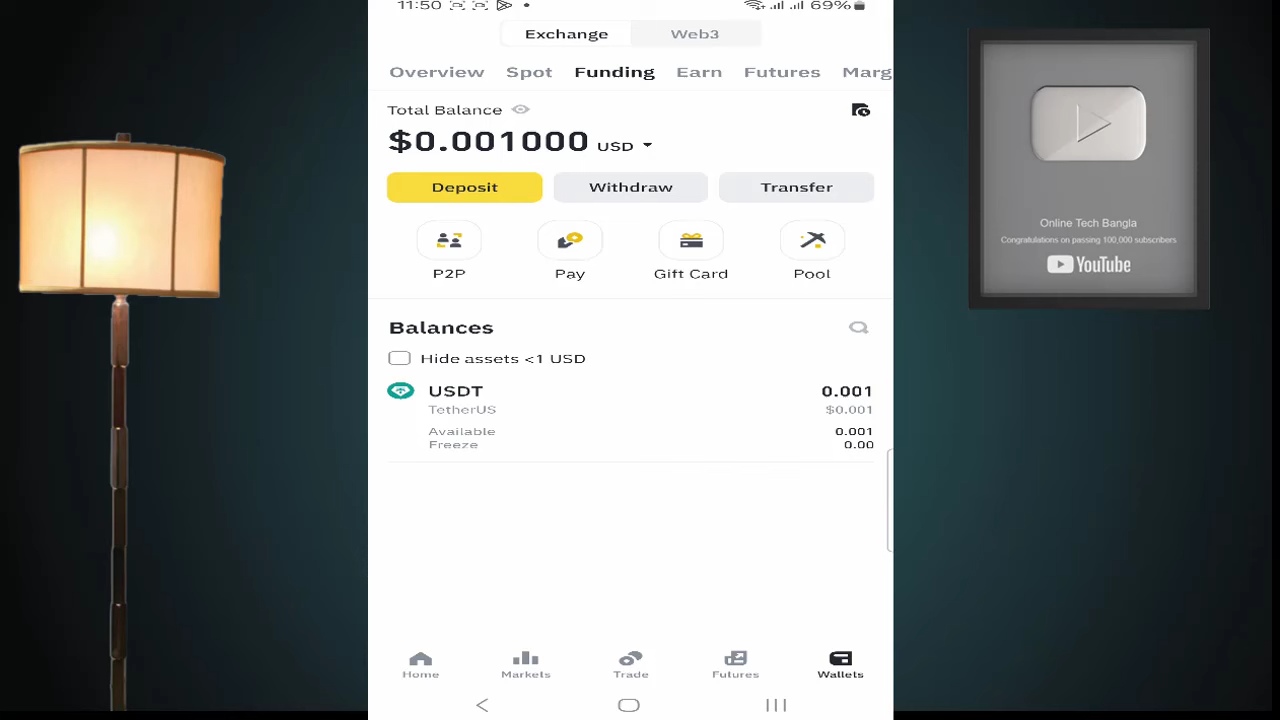 11:50 69%
Exchange Web3
Overview Spot Funding Earn Futures Marg
Total Balance
$0.001000 USD
Deposit Withdraw Transfer
P2P Pay Gift Card Pool
Balances
Hide assets <1 USD
USDT 0.001
TetherUS $0.001
Available 0.001
Freeze 0.00
Home Markets Trade Futures Wallets
Online Tech Bangla
Congratulations on passing 100,000 subscribers
YouTube